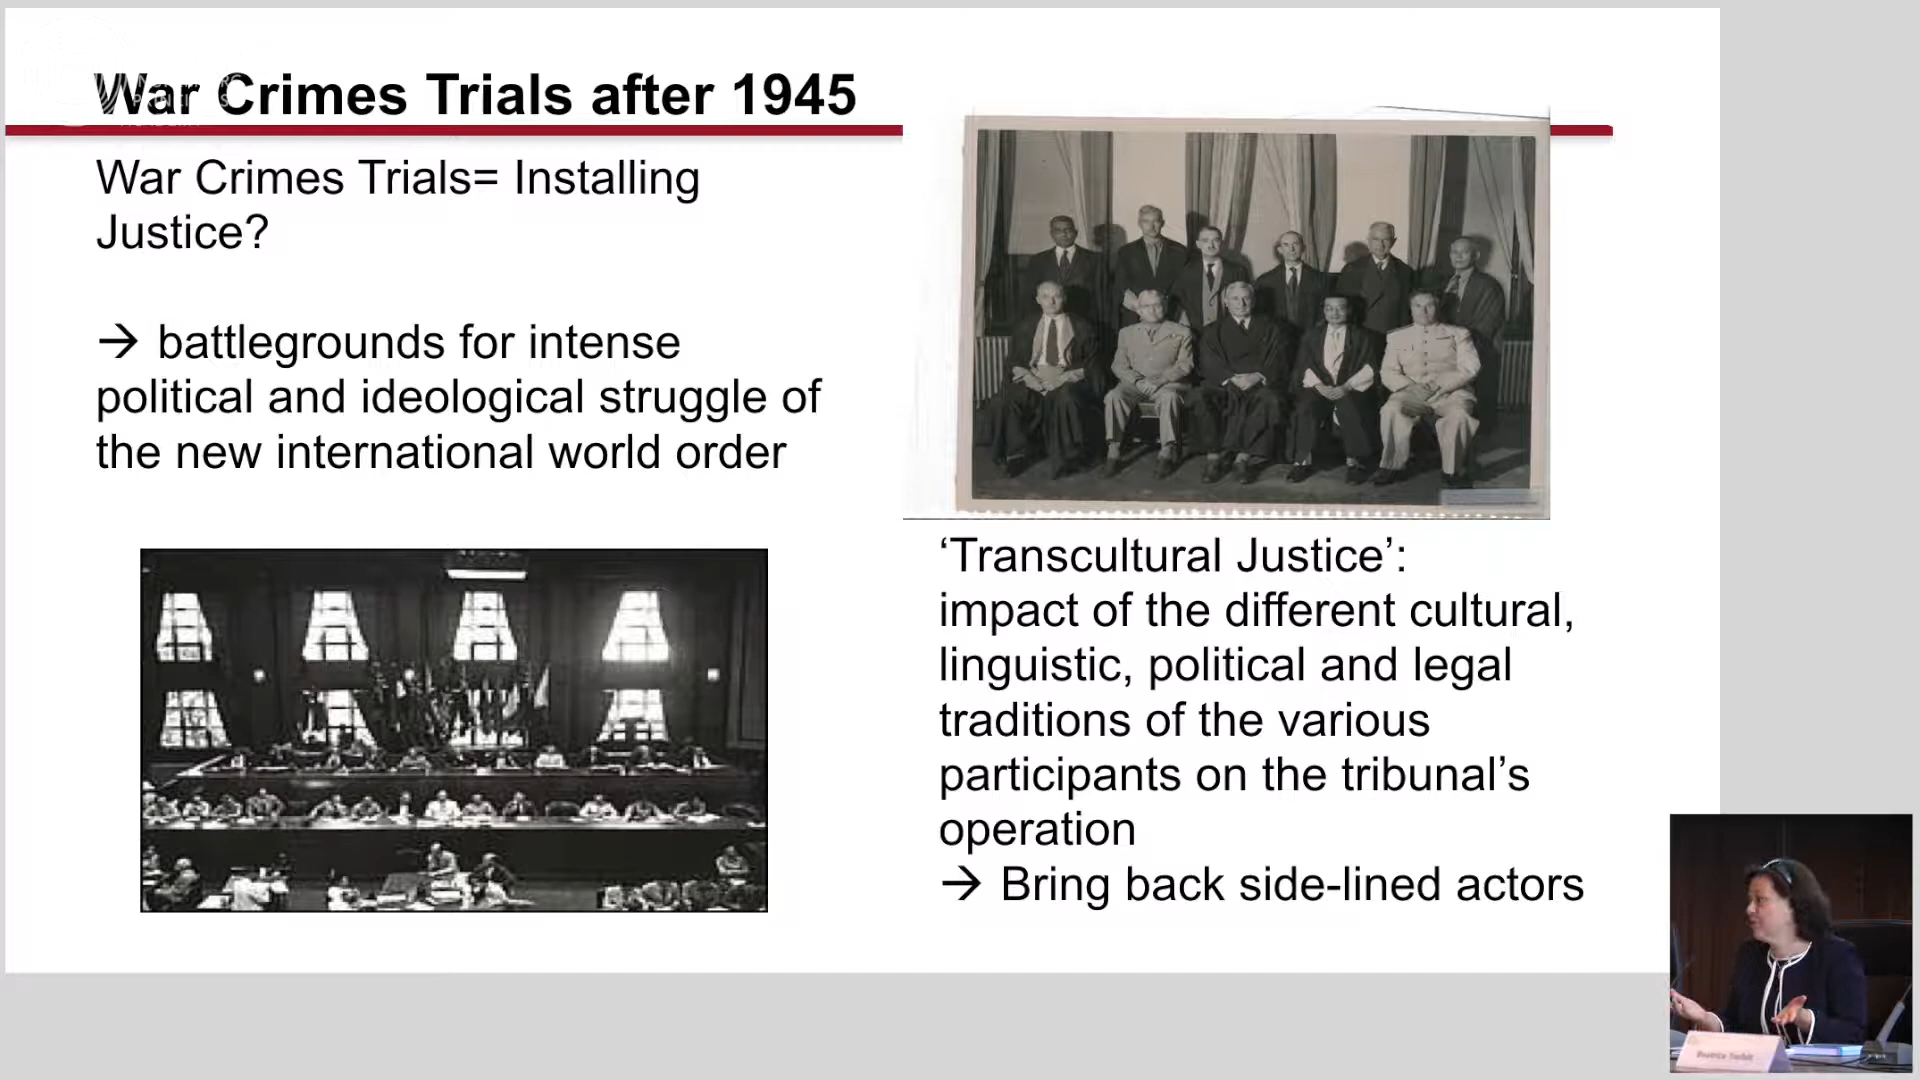 War Crimes Trials after 1945
War Crimes Trials= Installing
Justice?
→ battlegrounds for intense
political and ideological struggle of
the new international world order
‘Transcultural Justice’:
impact of the different cultural,
linguistic, political and legal
traditions of the various
participants on the tribunal’s
operation
→ Bring back side-lined actors